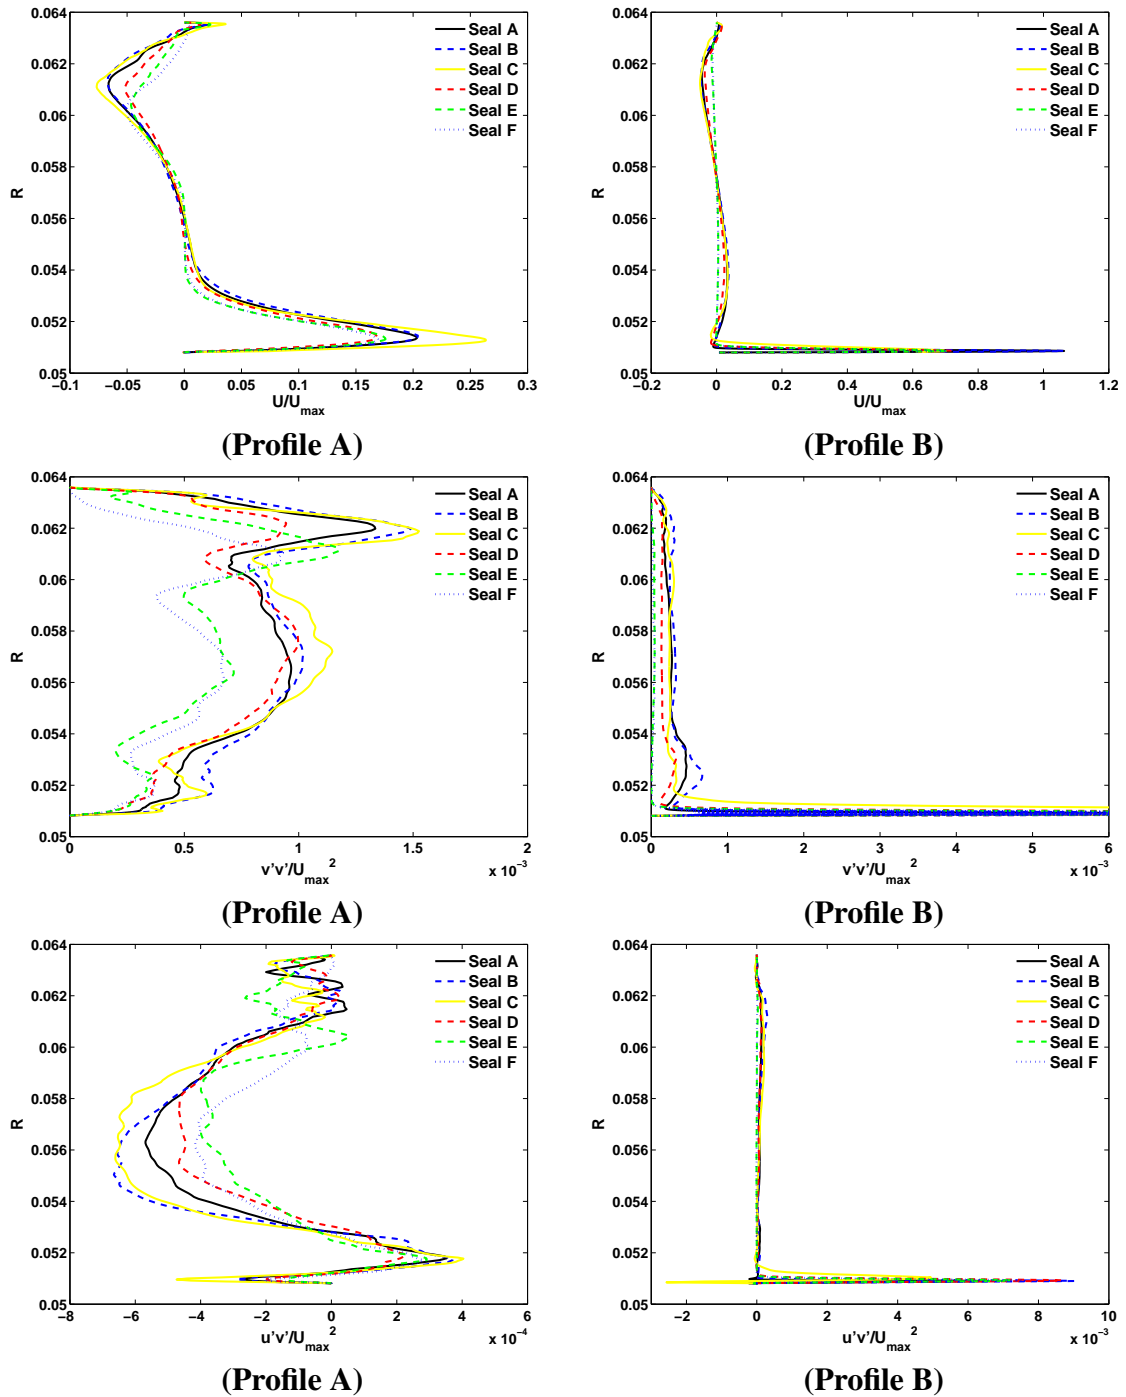 0.064
0.062
0.06
0.058
0.056
0.054
0.052
0.05
R
Seal A
Seal B
Seal C
Seal D
Seal E
Seal F
−0.1 −0.05 0 0.05 0.1 0.15 0.2 0.25 0.3
U/Umax
(Profile A)
0.064
0.062
0.06
0.058
0.056
0.054
0.052
0.05
R
Seal A
Seal B
Seal C
Seal D
Seal E
Seal F
−0.2 0 0.2 0.4 0.6 0.8 1 1.2
U/Umax
(Profile B)
0.064
0.062
0.06
0.058
0.056
0.054
0.052
0.05
R
Seal A
Seal B
Seal C
Seal D
Seal E
Seal F
0 0.5 1 1.5 2
v'v'/Umax2
x 10−3
(Profile A)
0.064
0.062
0.06
0.058
0.056
0.054
0.052
0.05
R
Seal A
Seal B
Seal C
Seal D
Seal E
Seal F
0 1 2 3 4 5 6
v'v'/Umax2
x 10−3
(Profile B)
0.064
0.062
0.06
0.058
0.056
0.054
0.052
0.05
R
Seal A
Seal B
Seal C
Seal D
Seal E
Seal F
−8 −6 −4 −2 0 2 4 6
u'v'/Umax2
x 10−4
(Profile A)
0.064
0.062
0.06
0.058
0.056
0.054
0.052
0.05
R
Seal A
Seal B
Seal C
Seal D
Seal E
Seal F
−2 0 2 4 6 8 10
u'v'/Umax2
x 10−3
(Profile B)